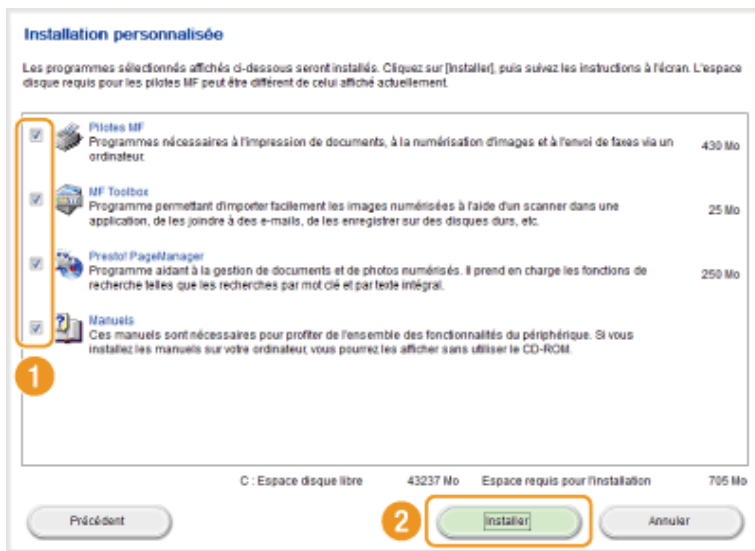 Installation personnalisée
Les programmes sélectionnés affichés ci-dessous seront installés. Cliquez sur [Installer], puis suivez les instructions à l'écran. L'espace
disque requis pour les pilotes MF peut être différent de celui affiché actuellement.
Pilotes MF
Programmes nécessaires à l'impression de documents, à la numérisation d'images et à l'envoi de faxes via un
ordinateur.
430 Mo
MF Toolbox
Programme permettant d'importer facilement les images numérisées à l'aide d'un scanner dans une
application, de les joindre à des e-mails, de les enregistrer sur des disques durs, etc.
25 Mo
Presto! PageManager
Programme aidant à la gestion de documents et de photos numérisés. Il prend en charge les fonctions de
recherche telles que les recherches par mot clé et par texte intégral.
250 Mo
Manuels
Ces manuels sont nécessaires pour profiter de l'ensemble des fonctionnalités du périphérique. Si vous
installez les manuels sur votre ordinateur, vous pourrez les afficher sans utiliser le CD-ROM.
1
C : Espace disque libre 43237 Mo Espace requis pour l'installation 705 Mo
Précédent 2 Installer Annuler